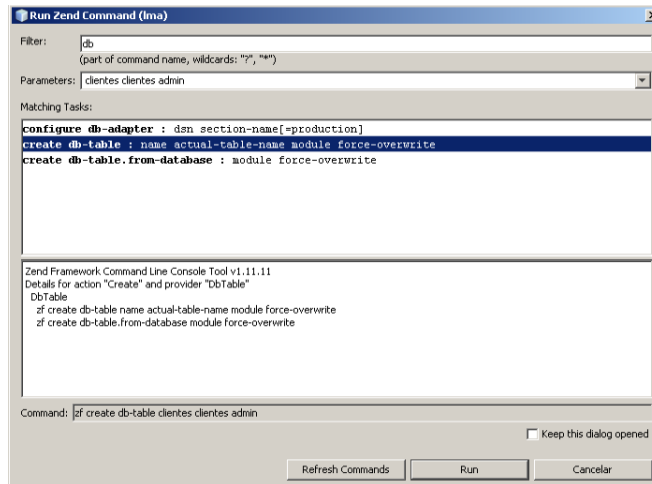 Run Zend Command (lma)
Filter: db
(part of command name, wildcards: "?", "*")
Parameters: clientes clientes admin
Matching Tasks:
configure db-adapter : dsn section-name[=production]
create db-table : name actual-table-name module force-overwrite
create db-table.from-database : module force-overwrite
Zend Framework Command Line Console Tool v1.11.11
Details for action "Create" and provider "DbTable"
DbTable
zf create db-table name actual-table-name module force-overwrite
zf create db-table.from-database module force-overwrite
Command: zf create db-table clientes clientes admin
Keep this dialog opened
Refresh Commands Run Cancelar